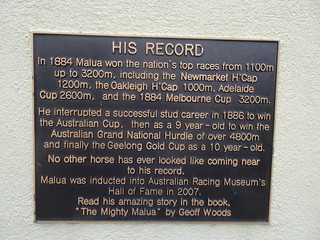 HIS RECORD
In 1884 Malua won the nation's top races from 1100m
up to 3200m, including the Newmarket H'Cap
1200m, the Oakleigh H'Cap 1000m, Adelaide
Cup 2600m, and the 1884 Melbourne Cup 3200m.
He interrupted a successful stud career in 1886 to win
the Australian Cup, then as a 9 year-old to win the
Australian Grand National Hurdle of over 4800m
and finally the Geelong Gold Cup as a 10 year-old.
No other horse has ever looked like coming near
to his record.
Malua was inducted into Australian Racing Museum's
Hall of Fame in 2007.
Read his amazing story in the book,
"The Mighty Malua" by Geoff Woods